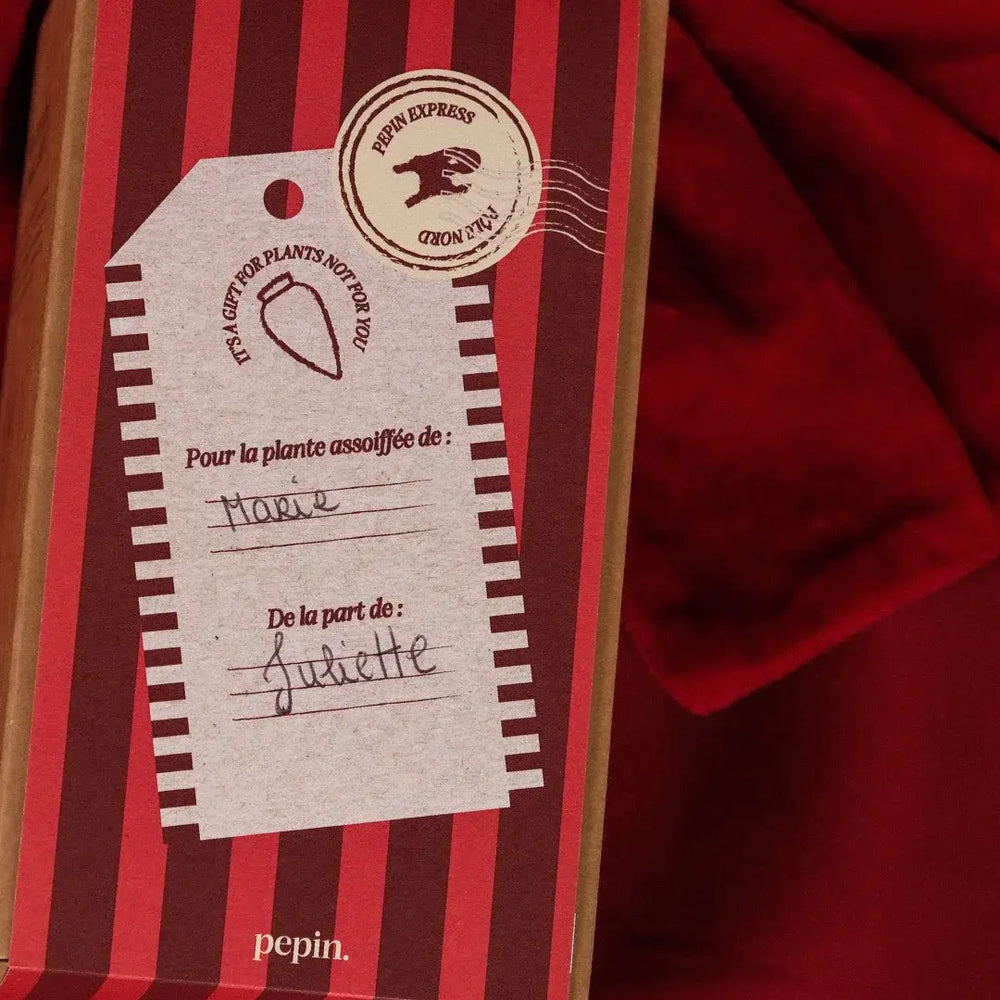 PEPIN EXPRESS
PÔLE NORD
IT'S A GIFT FOR PLANTS NOT FOR YOU
Pour la plante assoiffée de :
Marie
De la part de :
Juliette
pepin.